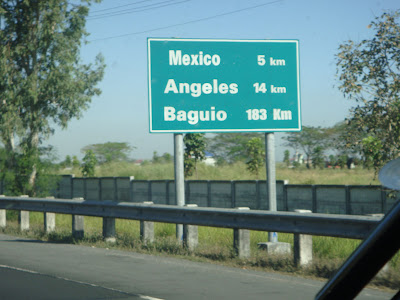 Mexico 5 km
Angeles 14 km
Baguio 183 Km